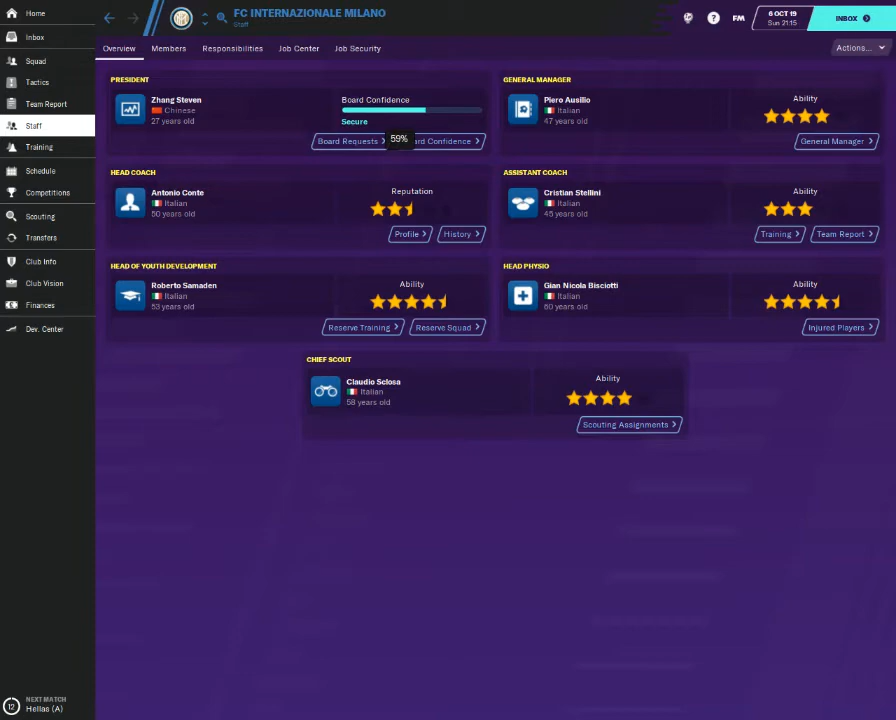 Home
Inbox
Squad
Tactics
Team Report
Staff
Training
Schedule
Competitions
Scouting
Transfers
Club Info
Club Vision
Finances
Dev. Center
12
NEXT MATCH
Hellas (A)
FC INTERNAZIONALE MILANO
Staff
?
FM
6 OCT 19
Sun 21:15
INBOX
Overview
Members
Responsibilities
Job Center
Job Security
Actions...
PRESIDENT
Zhang Steven
Chinese
27 years old
Board Confidence
Secure
59%
Board Requests
rd Confidence
GENERAL MANAGER
Piero Ausilio
Italian
47 years old
Ability
General Manager
HEAD COACH
Antonio Conte
Italian
50 years old
Reputation
Profile
History
ASSISTANT COACH
Cristian Stellini
Italian
45 years old
Ability
Training
Team Report
HEAD OF YOUTH DEVELOPMENT
Roberto Samaden
Italian
53 years old
Ability
Reserve Training
Reserve Squad
HEAD PHYSIO
Gian Nicola Bisciotti
Italian
60 years old
Ability
Injured Players
CHIEF SCOUT
Claudio Sclosa
Italian
58 years old
Ability
Scouting Assignments